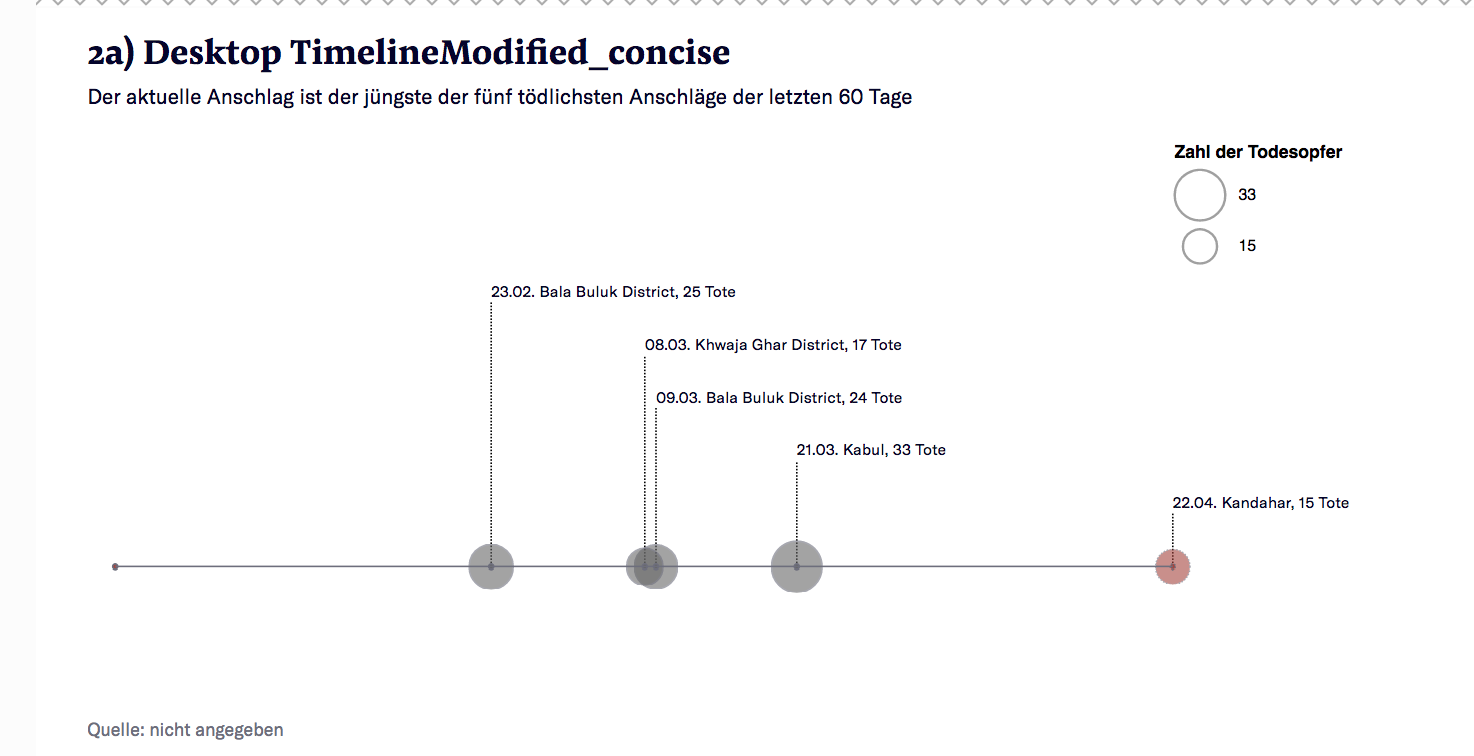 2a) Desktop TimelineModified_concise
Der aktuelle Anschlag ist der jüngste der fünf tödlichsten Anschläge der letzten 60 Tage
Zahl der Todesopfer
33
15
23.02. Bala Buluk District, 25 Tote
08.03. Khwaja Ghar District, 17 Tote
09.03. Bala Buluk District, 24 Tote
21.03. Kabul, 33 Tote
22.04. Kandahar, 15 Tote
Quelle: nicht angegeben